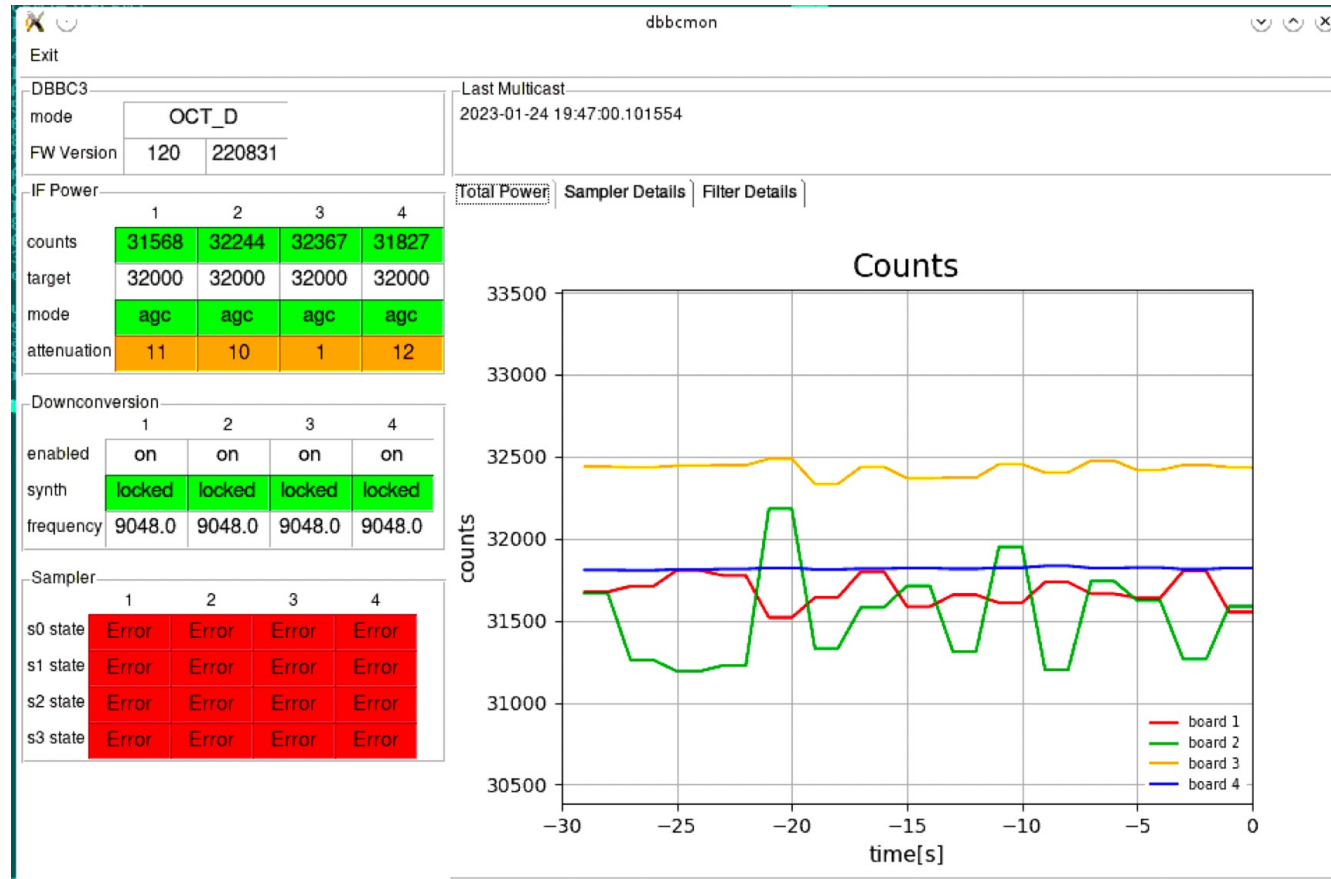 dbbcmon
Exit
DBBC3
mode OCT_D
FW Version 120 220831
Last Multicast
2023-01-24 19:47:00.101554
IF Power
1 2 3 4
counts 31568 32244 32367 31827
target 32000 32000 32000 32000
mode agc agc agc agc
attenuation 11 10 1 12
Downconversion
1 2 3 4
enabled on on on on
synth locked locked locked locked
frequency 9048.0 9048.0 9048.0 9048.0
Sampler
1 2 3 4
s0 state Error Error Error Error
s1 state Error Error Error Error
s2 state Error Error Error Error
s3 state Error Error Error Error
Total Power Sampler Details Filter Details
Counts
33500
33000
32500
32000
31500
31000
30500
counts
board 1
board 2
board 3
board 4
−30 −25 −20 −15 −10 −5 0
time[s]